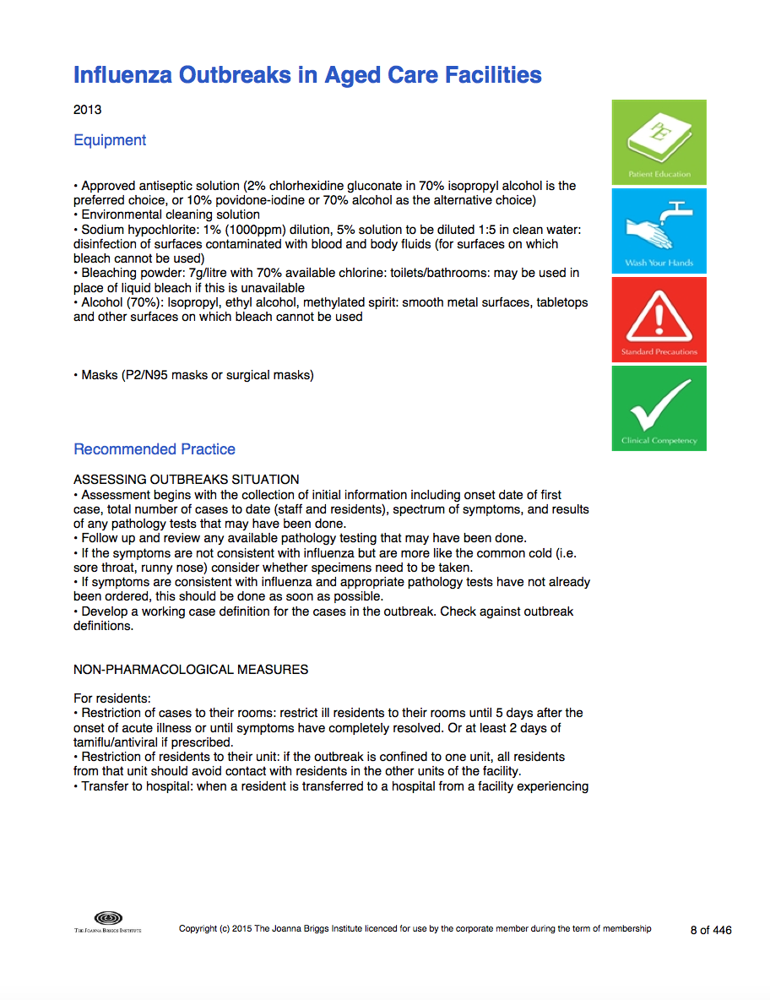 Influenza Outbreaks in Aged Care Facilities
2013
Equipment
• Approved antiseptic solution (2% chlorhexidine gluconate in 70% isopropyl alcohol is the
preferred choice, or 10% povidone-iodine or 70% alcohol as the alternative choice)
• Environmental cleaning solution
• Sodium hypochlorite: 1% (1000ppm) dilution, 5% solution to be diluted 1:5 in clean water:
disinfection of surfaces contaminated with blood and body fluids (for surfaces on which
bleach cannot be used)
• Bleaching powder: 7g/litre with 70% available chlorine: toilets/bathrooms: may be used in
place of liquid bleach if this is unavailable
• Alcohol (70%): Isopropyl, ethyl alcohol, methylated spirit: smooth metal surfaces, tabletops
and other surfaces on which bleach cannot be used
• Masks (P2/N95 masks or surgical masks)
PE
Patient Education
Wash Your Hands
Standard Precautions
Clinical Competency
Recommended Practice
ASSESSING OUTBREAKS SITUATION
• Assessment begins with the collection of initial information including onset date of first
case, total number of cases to date (staff and residents), spectrum of symptoms, and results
of any pathology tests that may have been done.
• Follow up and review any available pathology testing that may have been done.
• If the symptoms are not consistent with influenza but are more like the common cold (i.e.
sore throat, runny nose) consider whether specimens need to be taken.
• If symptoms are consistent with influenza and appropriate pathology tests have not already
been ordered, this should be done as soon as possible.
• Develop a working case definition for the cases in the outbreak. Check against outbreak
definitions.
NON-PHARMACOLOGICAL MEASURES
For residents:
• Restriction of cases to their rooms: restrict ill residents to their rooms until 5 days after the
onset of acute illness or until symptoms have completely resolved. Or at least 2 days of
tamiflu/antiviral if prescribed.
• Restriction of residents to their unit: if the outbreak is confined to one unit, all residents
from that unit should avoid contact with residents in the other units of the facility.
• Transfer to hospital: when a resident is transferred to a hospital from a facility experiencing
THE JOANNA BRIGGS INSTITUTE
Copyright (c) 2015 The Joanna Briggs Institute licenced for use by the corporate member during the term of membership
8 of 446